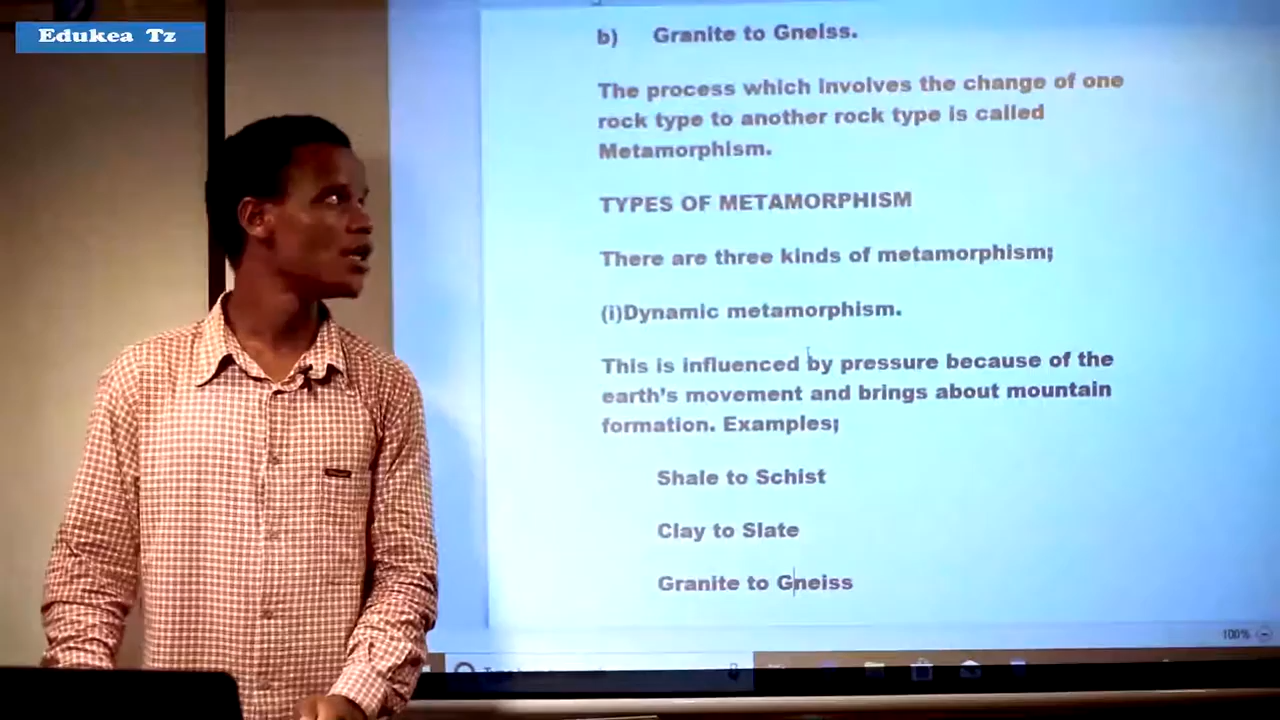 Edukea Tz
b) Granite to Gneiss.
The process which involves the change of one
rock type to another rock type is called
Metamorphism.
TYPES OF METAMORPHISM
There are three kinds of metamorphism;
(i)Dynamic metamorphism.
This is influenced by pressure because of the
earth's movement and brings about mountain
formation. Examples;
Shale to Schist
Clay to Slate
Granite to Gneiss
100%